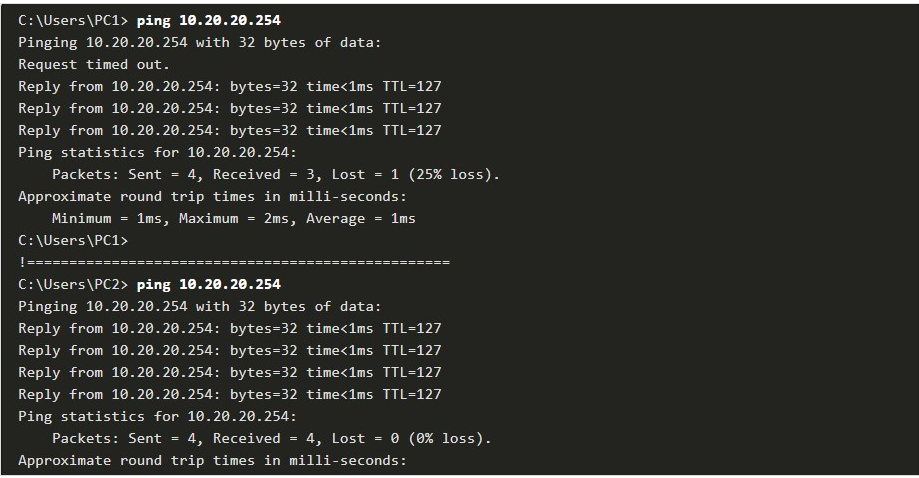 C:\Users\PC1> ping 10.20.20.254
Pinging 10.20.20.254 with 32 bytes of data:
Request timed out.
Reply from 10.20.20.254: bytes=32 time<1ms TTL=127
Reply from 10.20.20.254: bytes=32 time<1ms TTL=127
Reply from 10.20.20.254: bytes=32 time<1ms TTL=127
Ping statistics for 10.20.20.254:
    Packets: Sent = 4, Received = 3, Lost = 1 (25% loss).
Approximate round trip times in milli-seconds:
    Minimum = 1ms, Maximum = 2ms, Average = 1ms
C:\Users\PC1>
!==================================================
C:\Users\PC2> ping 10.20.20.254
Pinging 10.20.20.254 with 32 bytes of data:
Reply from 10.20.20.254: bytes=32 time<1ms TTL=127
Reply from 10.20.20.254: bytes=32 time<1ms TTL=127
Reply from 10.20.20.254: bytes=32 time<1ms TTL=127
Reply from 10.20.20.254: bytes=32 time<1ms TTL=127
Ping statistics for 10.20.20.254:
    Packets: Sent = 4, Received = 4, Lost = 0 (0% loss).
Approximate round trip times in milli-seconds: